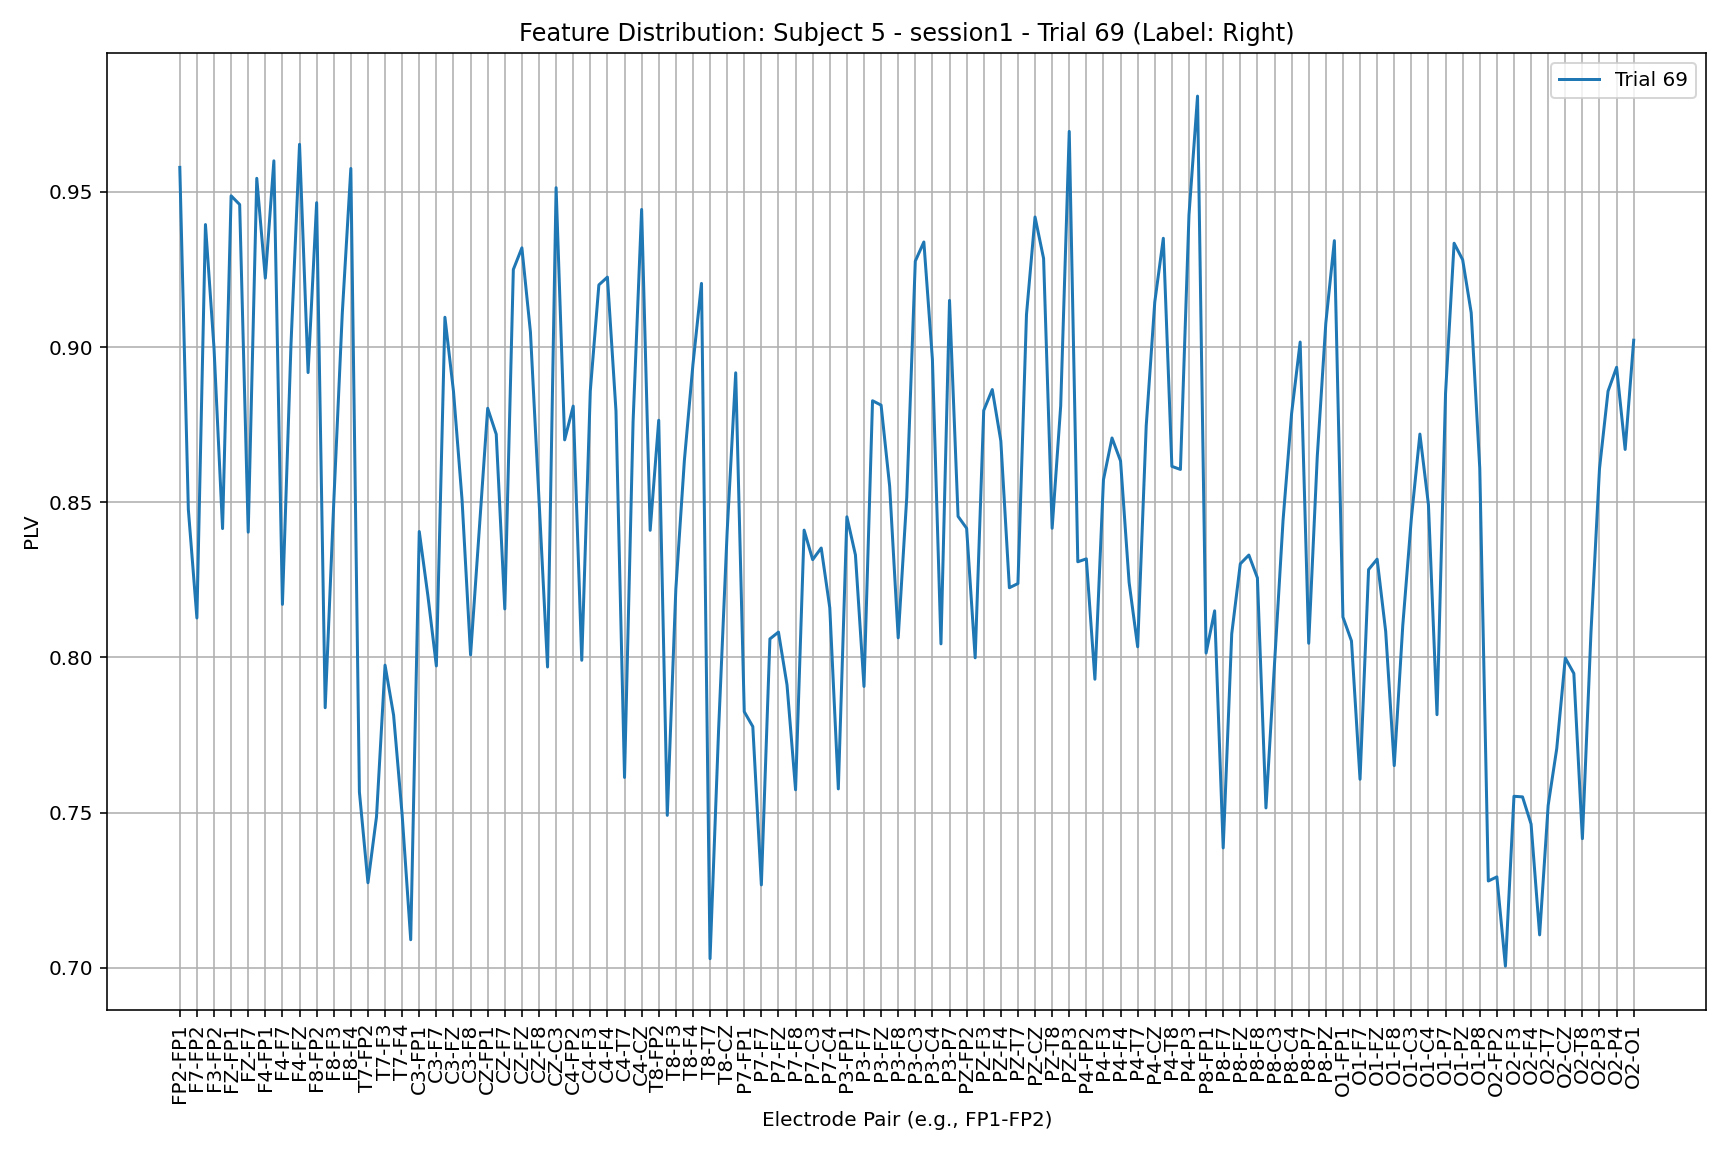 Feature Distribution: Subject 5 - session1 - Trial 69 (Label: Right)
Trial 69
PLV
0.95
0.90
0.85
0.80
0.75
0.70
FP2-FP1
F7-FP2
F3-FP2
FZ-FP1
FZ-F7
F4-FP1
F4-F7
F4-FZ
F8-FP2
F8-F3
F8-F4
T7-FP2
T7-F3
T7-F4
C3-FP1
C3-F7
C3-FZ
C3-F8
CZ-FP1
CZ-F7
CZ-FZ
CZ-F8
CZ-C3
C4-FP2
C4-F3
C4-F4
C4-T7
C4-CZ
T8-FP2
T8-F3
T8-F4
T8-T7
T8-CZ
P7-FP1
P7-F7
P7-FZ
P7-F8
P7-C3
P7-C4
P3-FP1
P3-F7
P3-FZ
P3-F8
P3-C3
P3-C4
P3-P7
PZ-FP2
PZ-F3
PZ-F4
PZ-T7
PZ-CZ
PZ-T8
PZ-P3
P4-FP2
P4-F3
P4-F4
P4-T7
P4-CZ
P4-T8
P4-P3
P8-FP1
P8-F7
P8-FZ
P8-F8
P8-C3
P8-C4
P8-P7
P8-PZ
O1-FP1
O1-F7
O1-FZ
O1-F8
O1-C3
O1-C4
O1-P7
O1-PZ
O1-P8
O2-FP2
O2-F3
O2-F4
O2-T7
O2-CZ
O2-T8
O2-P3
O2-P4
O2-O1
Electrode Pair (e.g., FP1-FP2)